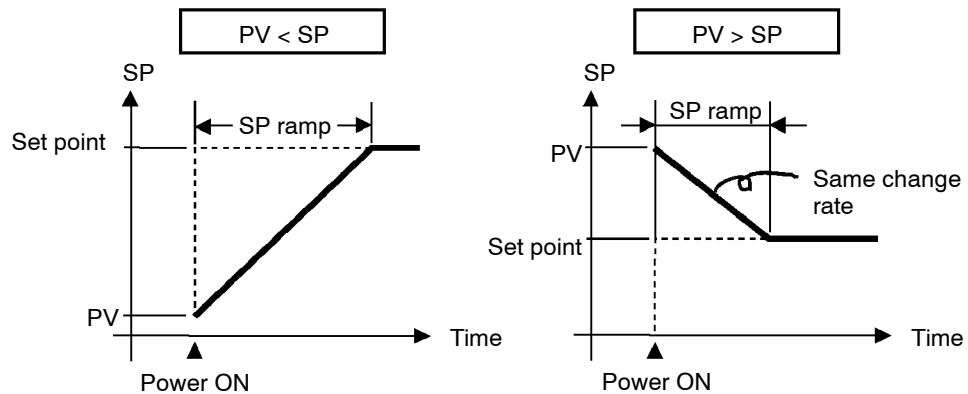 PV < SP
SP
SP ramp
Set point
PV
Time
Power ON
PV > SP
SP
SP ramp
PV
Same change
rate
Set point
Time
Power ON